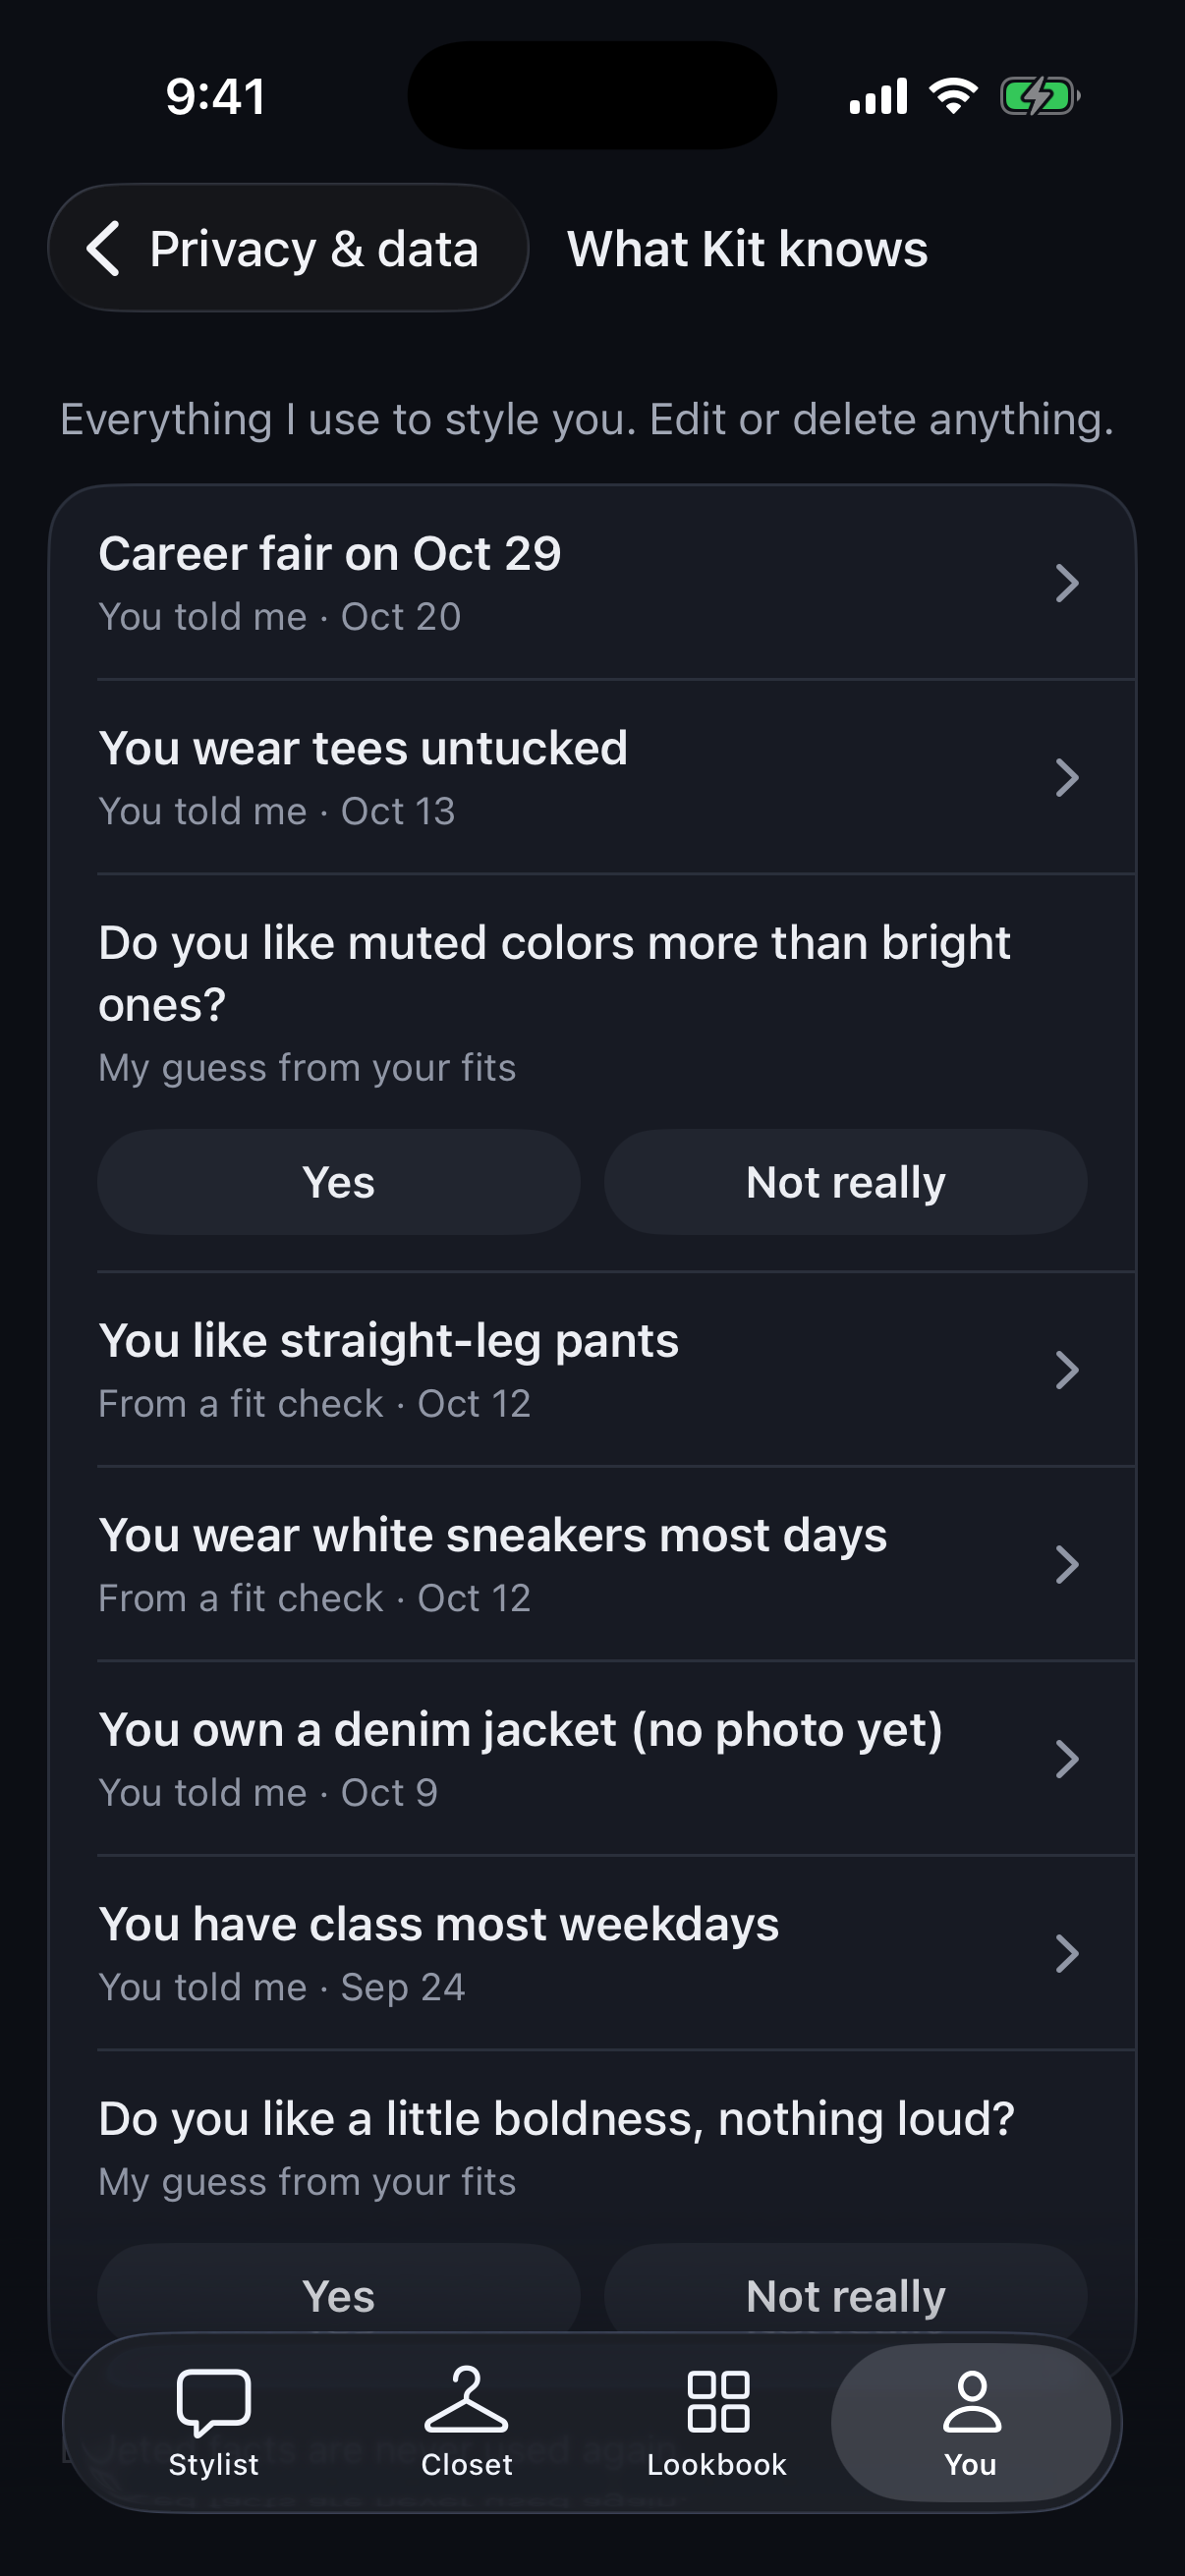 9:41
Privacy & data
What Kit knows
Everything I use to style you. Edit or delete anything.
Career fair on Oct 29
You told me · Oct 20
You wear tees untucked
You told me · Oct 13
Do you like muted colors more than bright
ones?
My guess from your fits
Yes
Not really
You like straight-leg pants
From a fit check · Oct 12
You wear white sneakers most days
From a fit check · Oct 12
You own a denim jacket (no photo yet)
You told me · Oct 9
You have class most weekdays
You told me · Sep 24
Do you like a little boldness, nothing loud?
My guess from your fits
Yes
Not really
Stylist
Closet
Lookbook
You